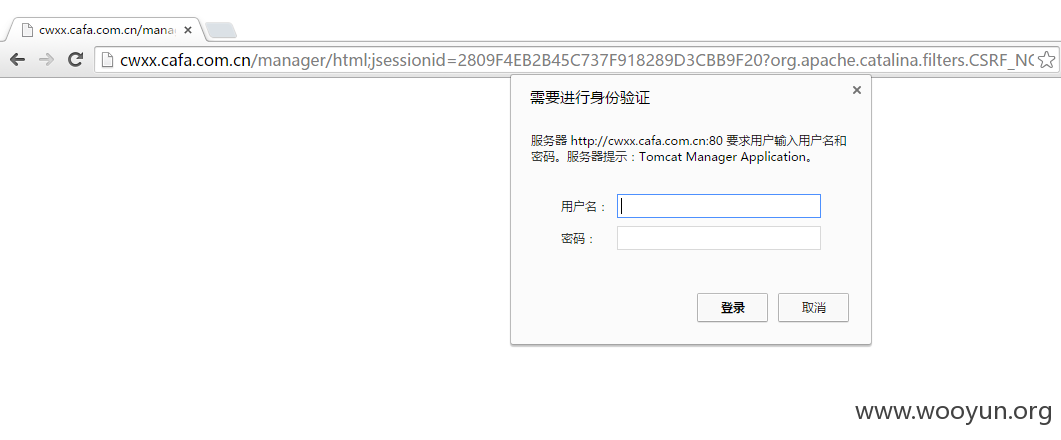 cwxx.cafa.com.cn/mana
cwxx.cafa.com.cn/manager/html;jsessionid=2809F4EB2B45C737F918289D3CBB9F20?org.apache.catalina.filters.CSRF_NO
需要进行身份验证
服务器 http://cwxx.cafa.com.cn:80 要求用户输入用户名和
密码。服务器提示：Tomcat Manager Application。
用户名：
密码：
登录
取消
www.wooyun.org